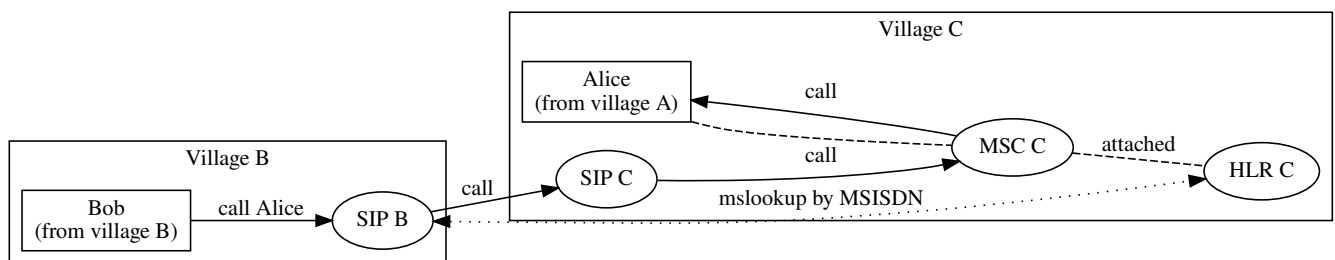 Village C
Alice
(from village A)
call
MSC C
attached
HLR C
call
SIP C
mslookup by MSISDN
Village B
Bob
(from village B)
call Alice
SIP B
call